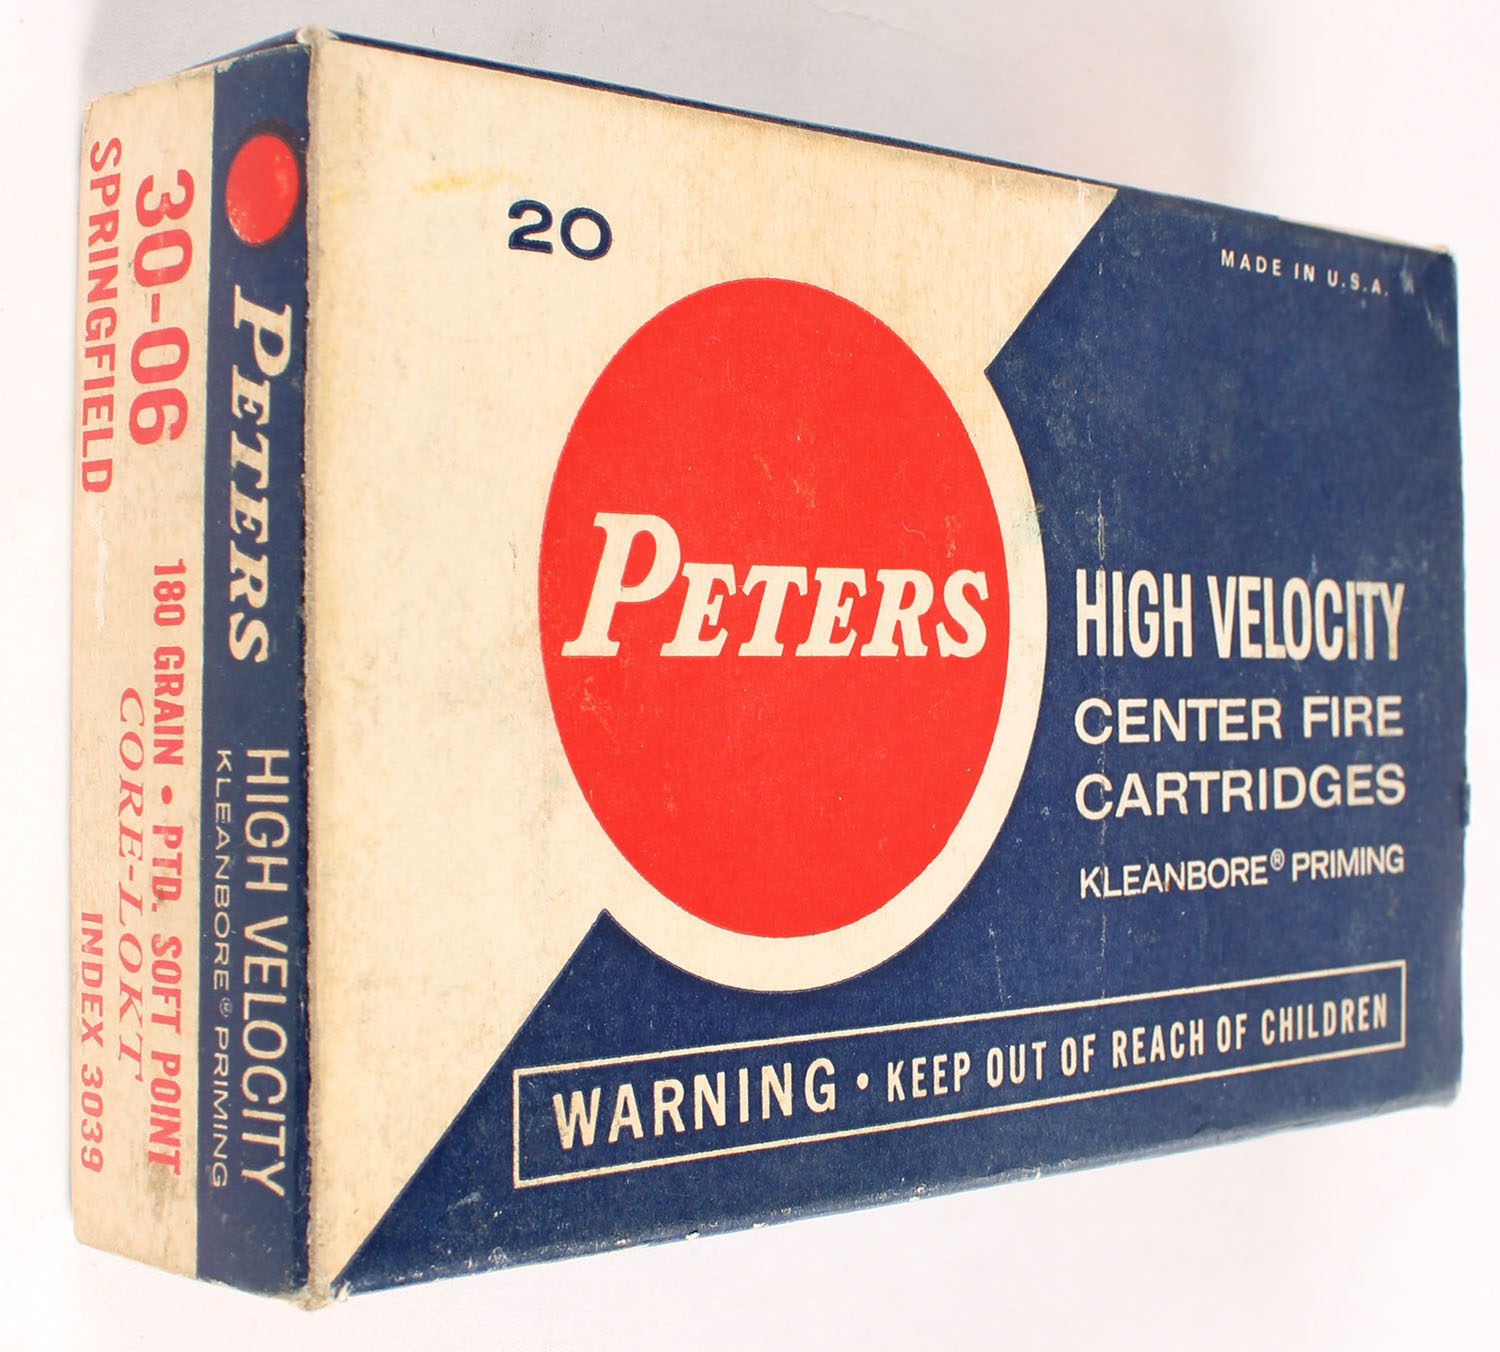 20
MADE IN U.S.A.
PETERS
HIGH VELOCITY
CENTER FIRE
CARTRIDGES
KLEANBORE® PRIMING
WARNING • KEEP OUT OF REACH OF CHILDREN
PETERS HIGH VELOCITY
KLEANBORE® PRIMING
30-06
SPRINGFIELD
180 GRAIN • PTD. SOFT POINT
CORE-LOKT
INDEX 3039